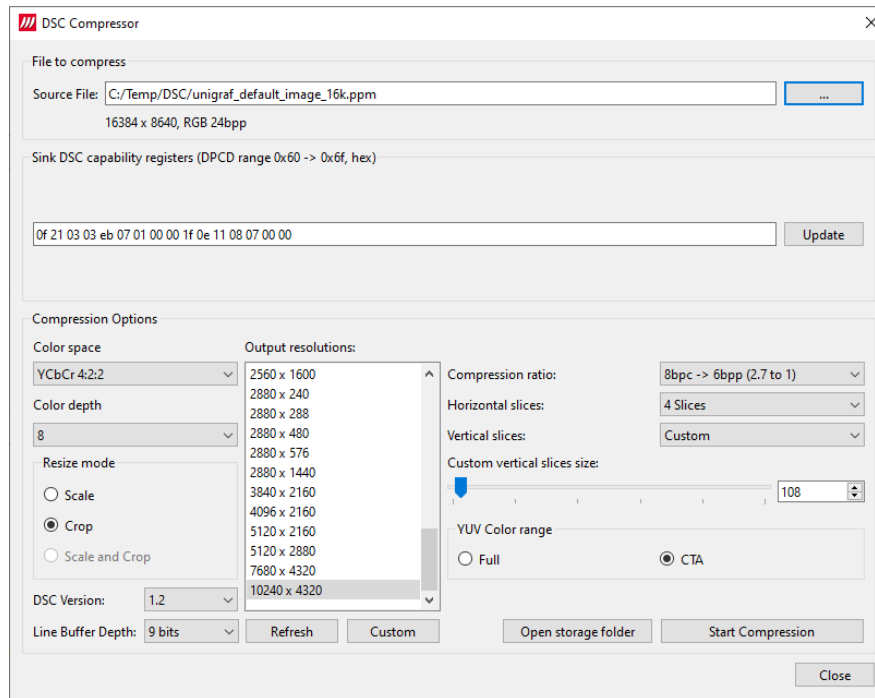 DSC Compressor
File to compress
Source File: C:/Temp/DSC/unigraf_default_image_16k.ppm ...
16384 x 8640, RGB 24bpp
Sink DSC capability registers (DPCD range 0x60 -> 0x6f, hex)
0f 21 03 03 eb 07 01 00 00 1f 0e 11 08 07 00 00 Update
Compression Options
Color space
YCbCr 4:2:2
Color depth
8
Resize mode
Scale
Crop
Scale and Crop
DSC Version: 1.2
Line Buffer Depth: 9 bits
Output resolutions:
2560 x 1600
2880 x 240
2880 x 288
2880 x 480
2880 x 576
2880 x 1440
3840 x 2160
4096 x 2160
5120 x 2160
5120 x 2880
7680 x 4320
10240 x 4320
Refresh Custom
Compression ratio: 8bpc -> 6bpp (2.7 to 1)
Horizontal slices: 4 Slices
Vertical slices: Custom
Custom vertical slices size:
108
YUV Color range
Full CTA
Open storage folder Start Compression
Close